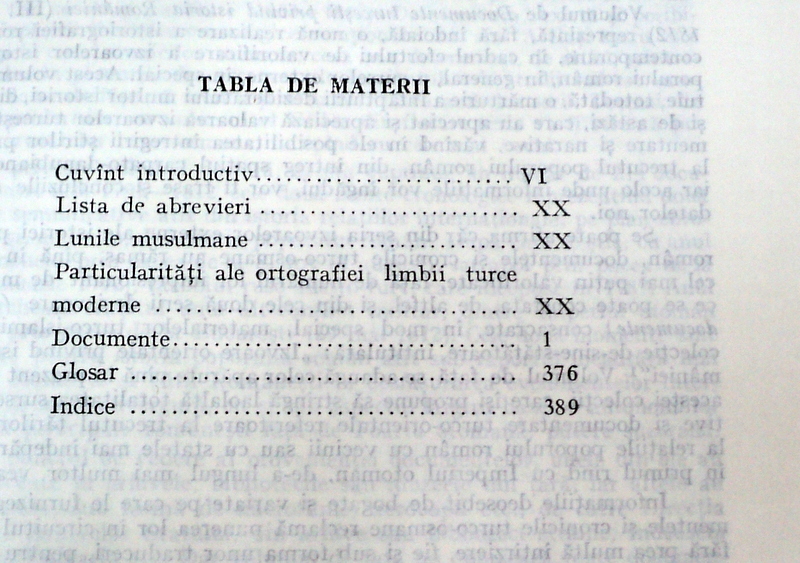 TABLA DE MATERII
Cuvînt introductiv.............................. VI
Lista de abrevieri .............................. XX
Lunile musulmane .............................. XX
Particularităţi ale ortografiei limbii turce
moderne .............................. XX
Documente.............................. 1
Glosar .............................. 376
Indice .............................. 389